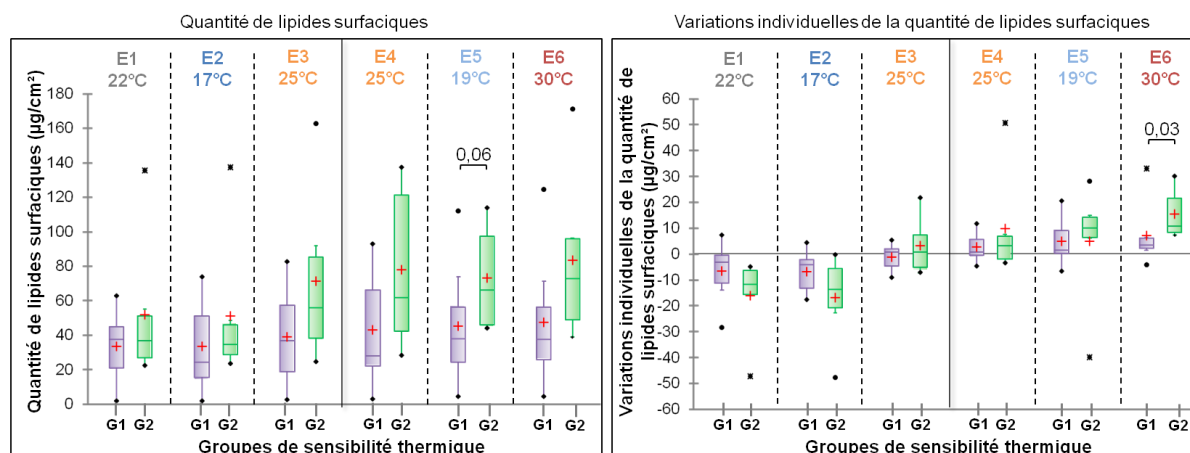 Quantité de lipides surfaciques
Quantité de lipides surfaciques (µg/cm²)
E1 E2 E3 E4 E5 E6
22°C 17°C 25°C 25°C 19°C 30°C
180
160
140
120
100
80
60
40
20
0
0,06
G1 G2 G1 G2 G1 G2 G1 G2 G1 G2 G1 G2
Groupes de sensibilité thermique
Variations individuelles de la quantité de lipides surfaciques
Variations individuelles de la quantité de
lipides surfaciques (µg/cm²)
E1 E2 E3 E4 E5 E6
22°C 17°C 25°C 25°C 19°C 30°C
60
50
40
30
20
10
0
-10
-20
-30
-40
-50
-60
0,03
G1 G2 G1 G2 G1 G2 G1 G2 G1 G2 G1 G2
Groupes de sensibilité thermique